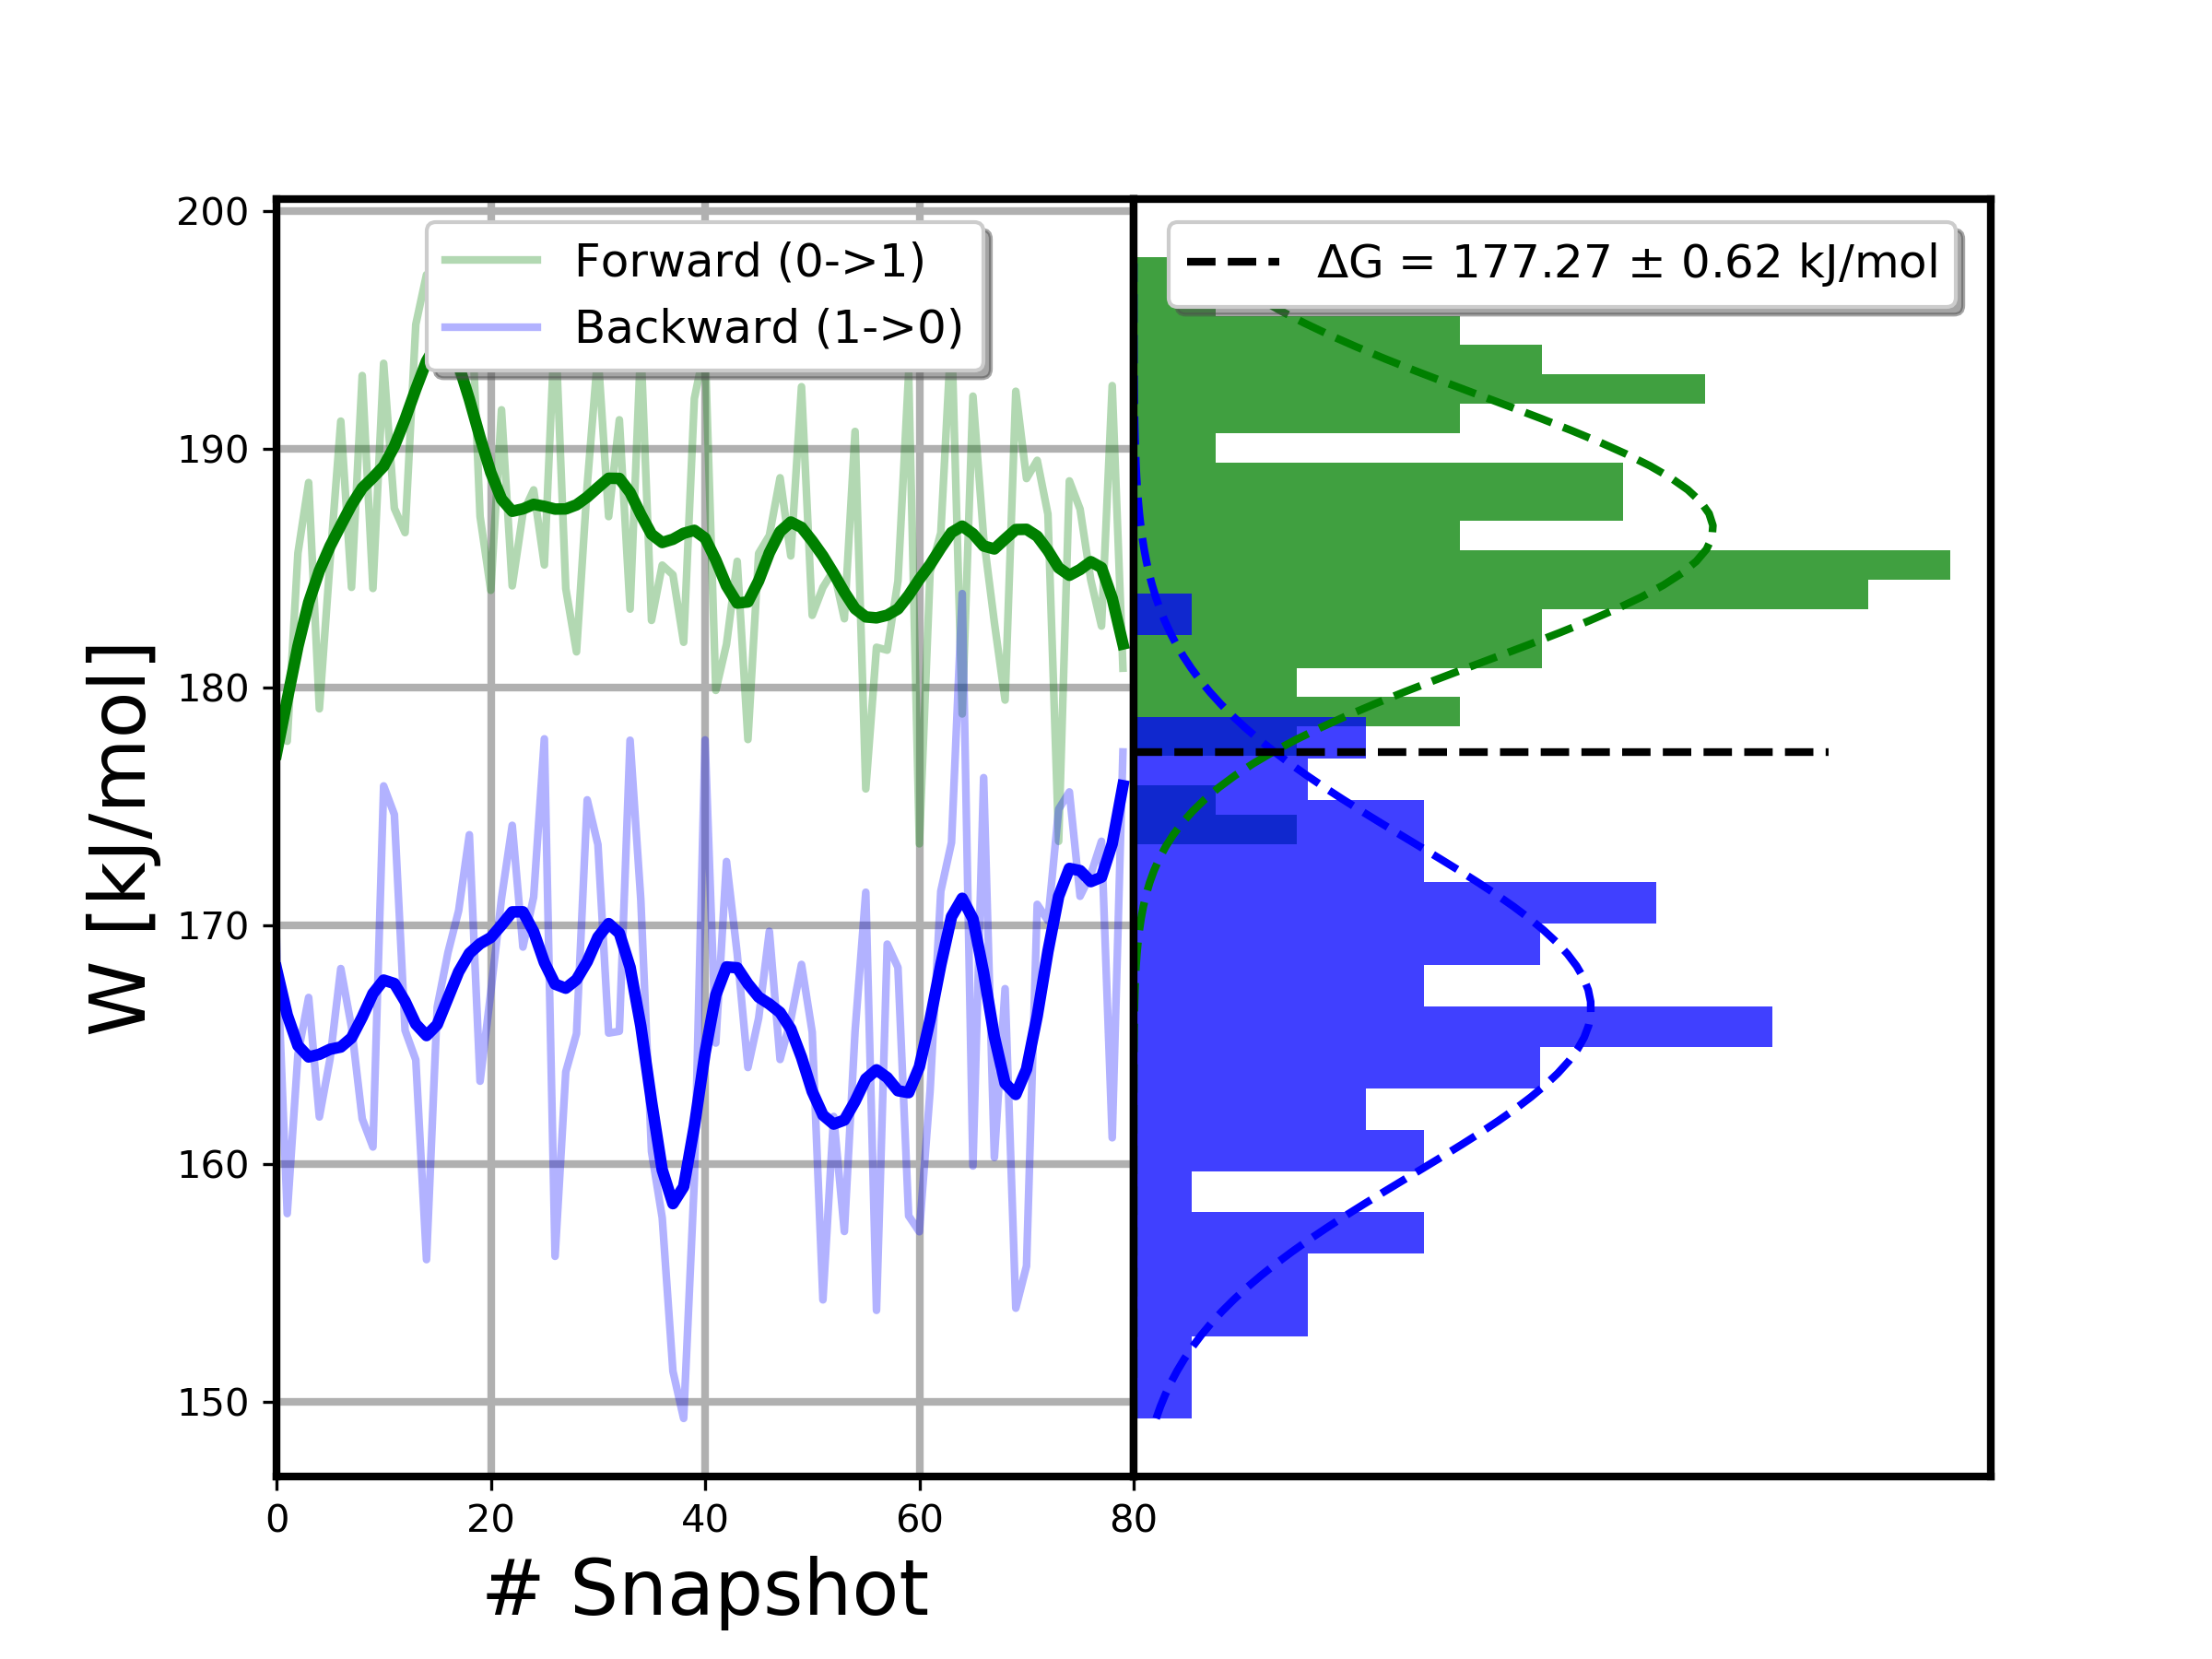 200
190
180
170
160
150
W [kJ/mol]
Forward (0->1)
Backward (1->0)
ΔG = 177.27 ± 0.62 kJ/mol
0 20 40 60 80
# Snapshot